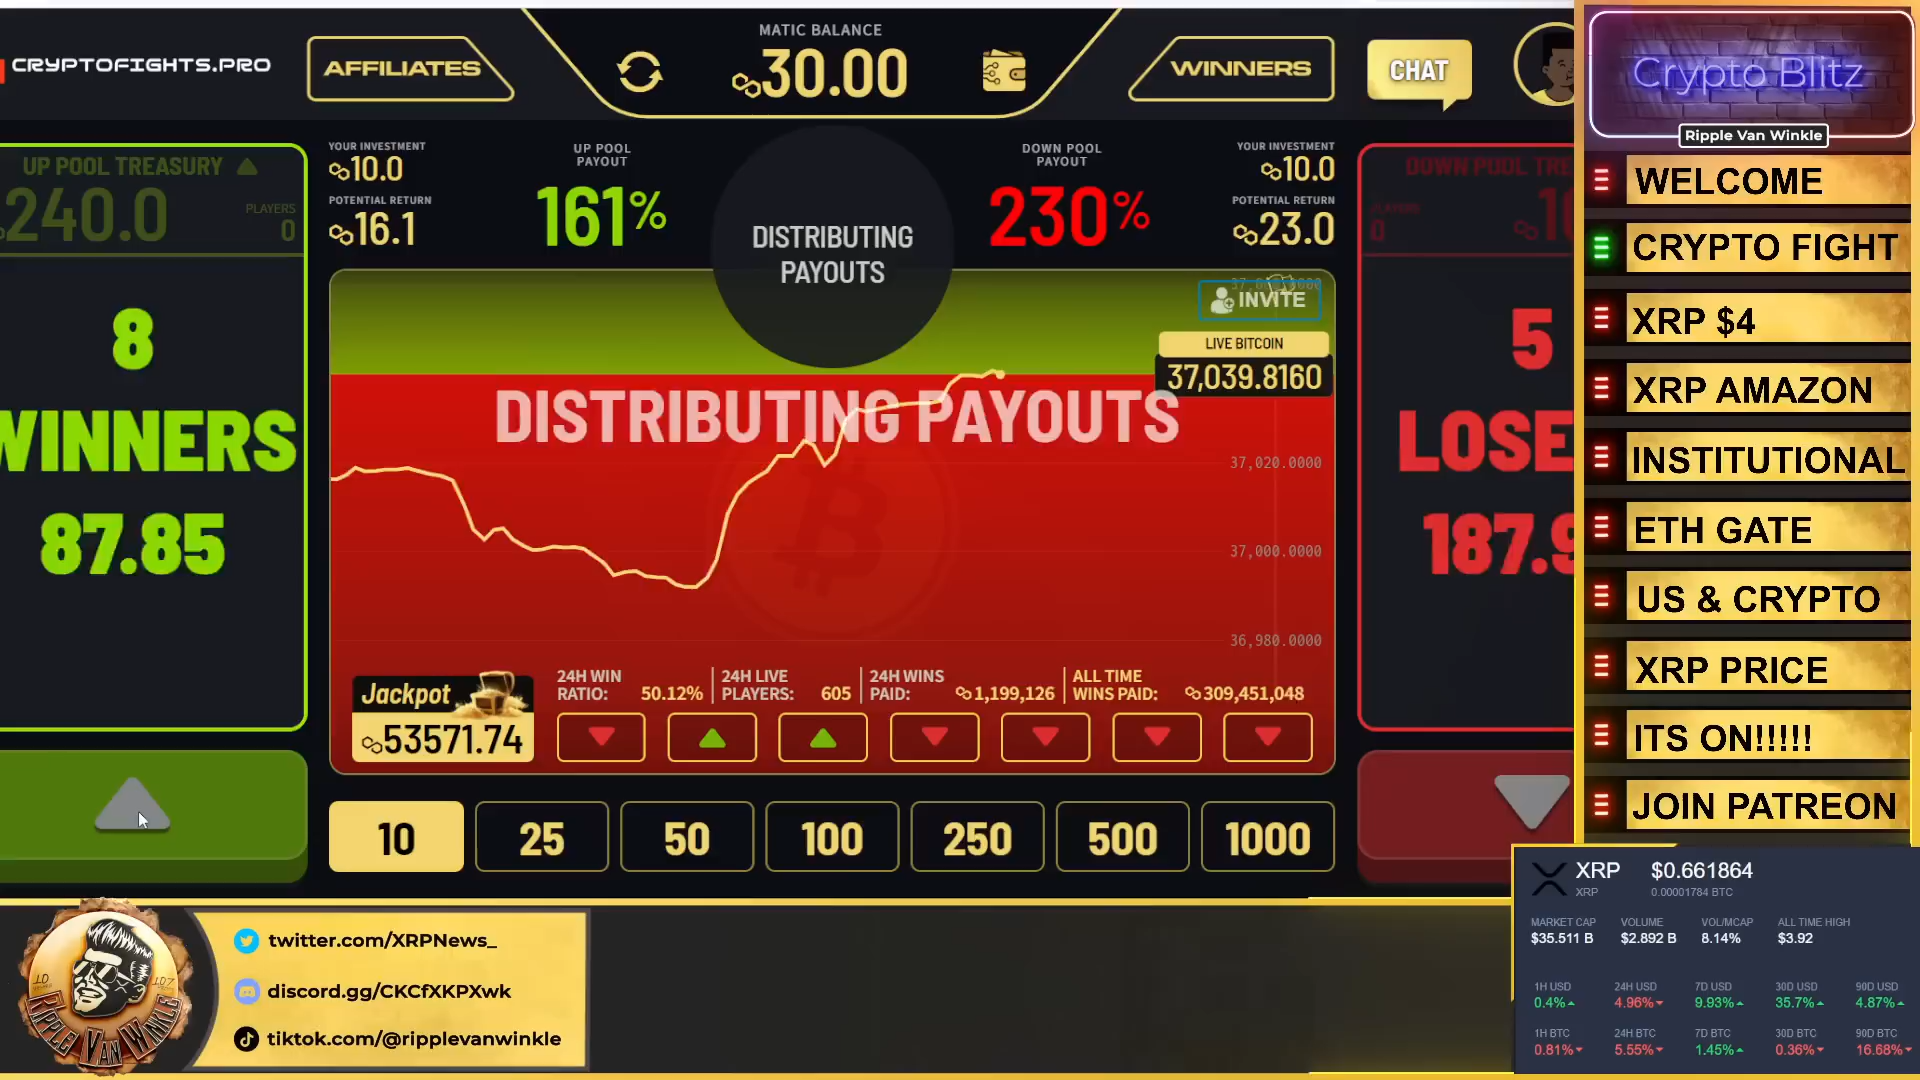 CRYPTOFIGHTS.PRO
AFFILIATES
MATIC BALANCE
30.00
WINNERS
CHAT
UP POOL TREASURY
240.0
PLAYERS
0
8
WINNERS
87.85
YOUR INVESTMENT
10.0
POTENTIAL RETURN
16.1
UP POOL
PAYOUT
161%
DISTRIBUTING
PAYOUTS
DOWN POOL
PAYOUT
230%
YOUR INVESTMENT
10.0
POTENTIAL RETURN
23.0
DOWN POOL TRE
PLAYERS
0
5
LOSE
187.9
INVITE
LIVE BITCOIN
37,039.8160
DISTRIBUTING PAYOUTS
37,020.0000
37,000.0000
36,980.0000
Jackpot
53571.74
24H WIN
RATIO: 50.12%
24H LIVE
PLAYERS: 605
24H WINS
PAID: 1,199,126
ALL TIME
WINS PAID: 309,451,048
10 25 50 100 250 500 1000
Crypto Blitz
Ripple Van Winkle
WELCOME
CRYPTO FIGHT
XRP $4
XRP AMAZON
INSTITUTIONAL
ETH GATE
US & CRYPTO
XRP PRICE
ITS ON!!!!!
JOIN PATREON
RIPPLE VAN WINKLE
twitter.com/XRPNews_
discord.gg/CKCfXKPXwk
tiktok.com/@ripplevanwinkle
XRP $0.661864
XRP 0.00001784 BTC
MARKET CAP VOLUME VOL/MCAP ALL TIME HIGH
$35.511 B $2.892 B 8.14% $3.92
1H USD 24H USD 7D USD 30D USD 90D USD
0.4% 4.96% 9.93% 35.7% 4.87%
1H BTC 24H BTC 7D BTC 30D BTC 90D BTC
0.81% 5.55% 1.45% 0.36% 16.68%